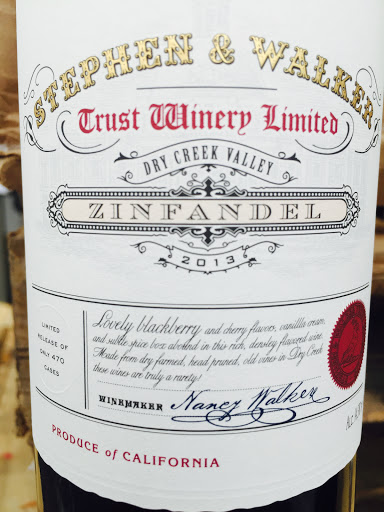 STEPHEN & WALKER
Trust Winery Limited
DRY CREEK VALLEY
ZINFANDEL
2013
LIMITED
RELEASE OF
ONLY 470
CASES
Lovely blackberry and cherry flavors, vanilla cream,
and subtle spice box abound in this rich, densley flavored wine.
Made from dry farmed, head pruned, old vines in Dry Creek
these wines are truly a rarety!
WINEMAKER Nancy Walker
PRODUCE of CALIFORNIA